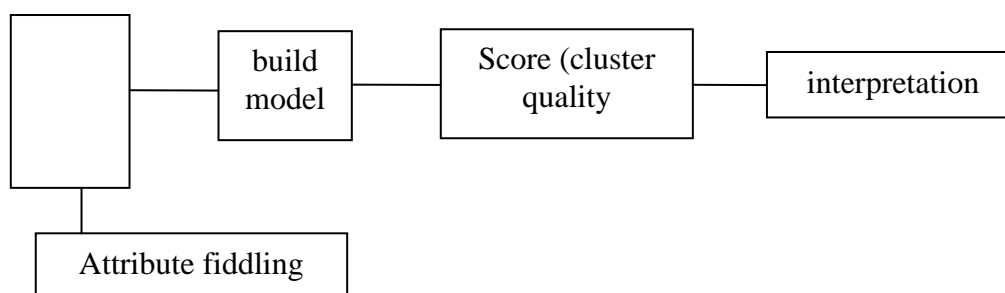 build
model
Score (cluster
quality
interpretation
Attribute fiddling